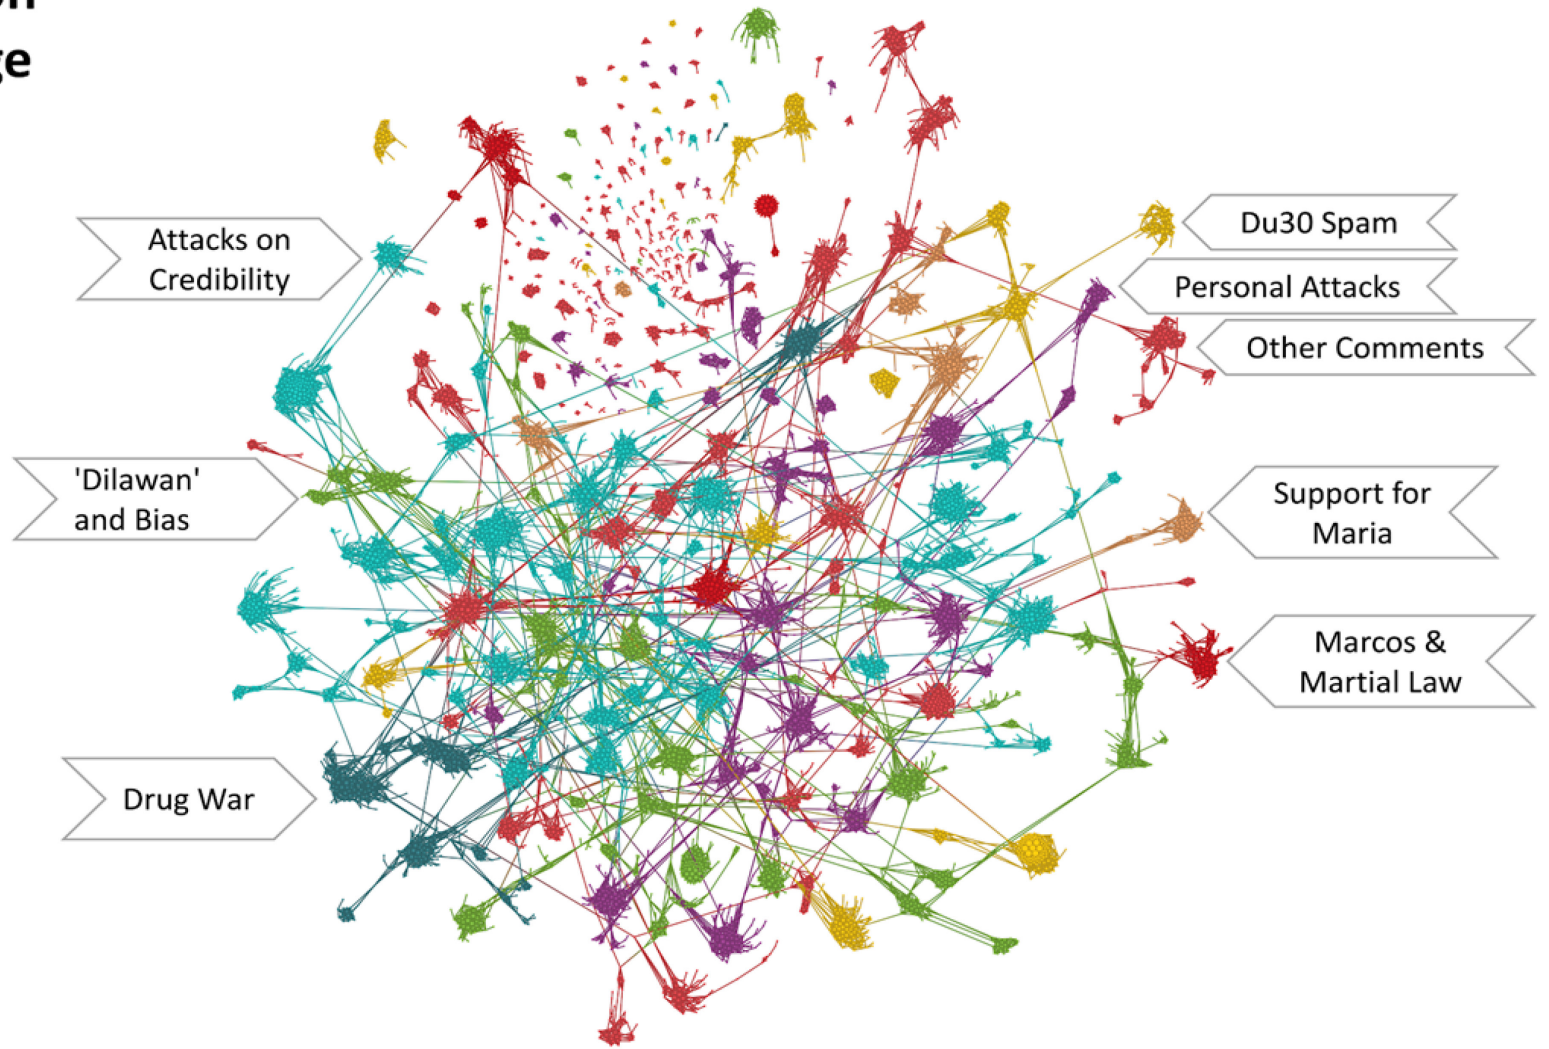 Attacks on
Credibility
'Dilawan'
and Bias
Drug War
Du30 Spam
Personal Attacks
Other Comments
Support for
Maria
Marcos &
Martial Law